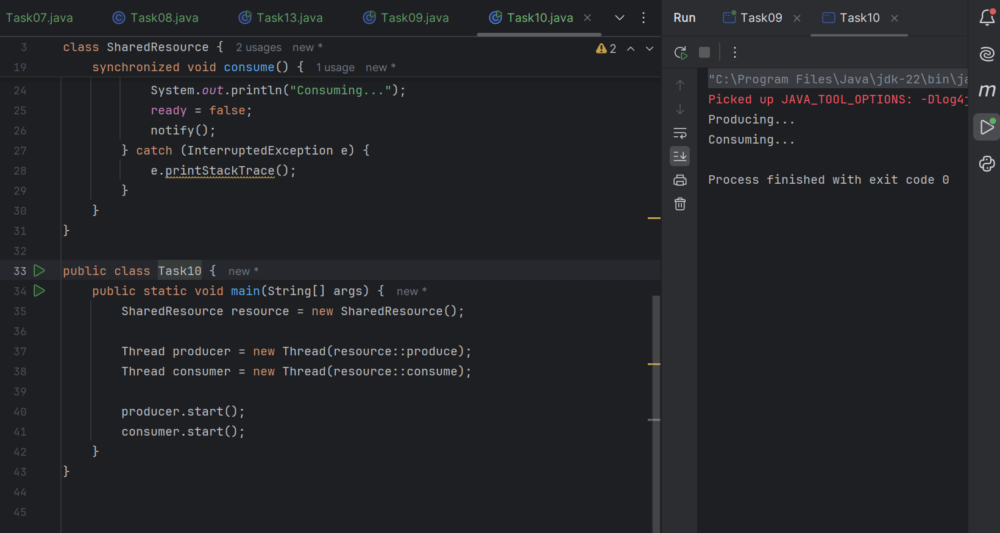 Task07.java Task08.java Task13.java Task09.java Task10.java
3 class SharedResource { 2 usages new *
2
19 synchronized void consume() { 1 usage new *
24 System.out.println("Consuming...");
25 ready = false;
26 notify();
27 } catch (InterruptedException e) {
28 e.printStackTrace();
29 }
30 }
31 }
32
33 public class Task10 { new *
34 public static void main(String[] args) { new *
35 SharedResource resource = new SharedResource();
36
37 Thread producer = new Thread(resource::produce);
38 Thread consumer = new Thread(resource::consume);
39
40 producer.start();
41 consumer.start();
42 }
43 }
44
45
Run Task09 Task10
"C:\Program Files\Java\jdk-22\bin\ja
Picked up JAVA_TOOL_OPTIONS: -Dlog4j
Producing...
Consuming...
Process finished with exit code 0
m